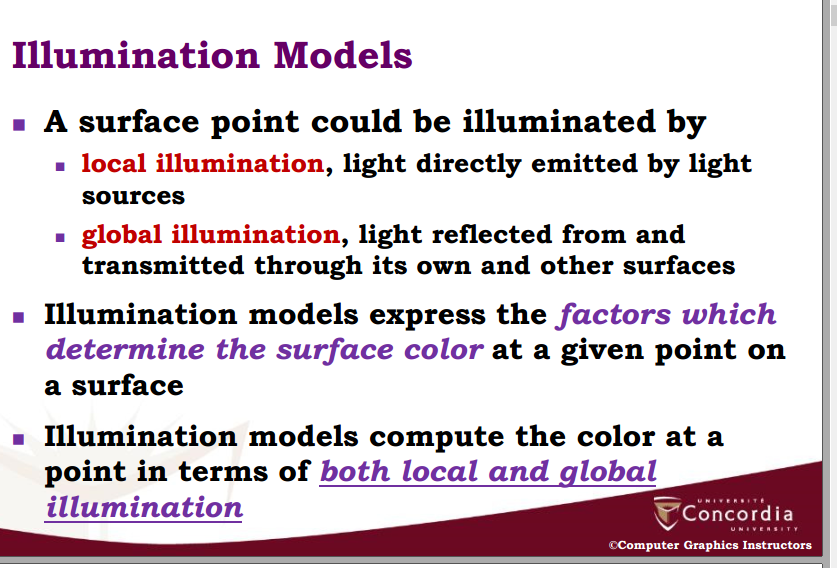 Illumination Models
A surface point could be illuminated by
local illumination, light directly emitted by light
sources
global illumination, light reflected from and
transmitted through its own and other surfaces
Illumination models express the factors which
determine the surface color at a given point on
a surface
Illumination models compute the color at a
point in terms of both local and global
illumination
UNIVERSITÉ
Concordia
UNIVERSITY
©Computer Graphics Instructors